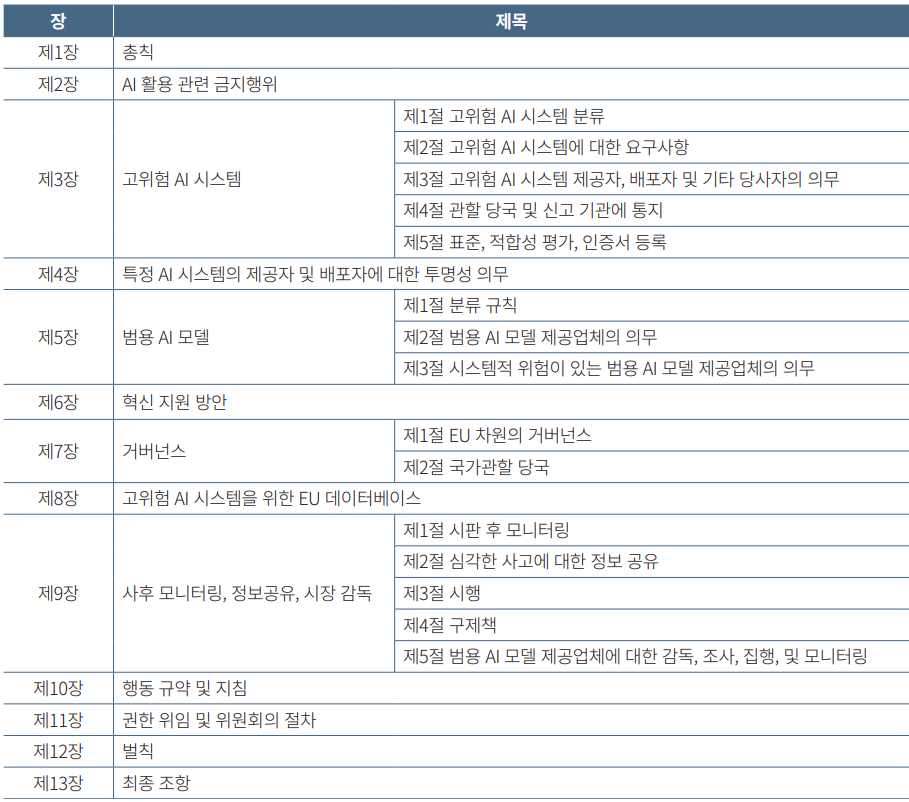 장 제목
제1장 총칙
제2장 AI 활용 관련 금지행위
제3장 고위험 AI 시스템
제1절 고위험 AI 시스템 분류
제2절 고위험 AI 시스템에 대한 요구사항
제3절 고위험 AI 시스템 제공자, 배포자 및 기타 당사자의 의무
제4절 관할 당국 및 신고 기관에 통지
제5절 표준, 적합성 평가, 인증서 등록
제4장 특정 AI 시스템의 제공자 및 배포자에 대한 투명성 의무
제5장 범용 AI 모델
제1절 분류 규칙
제2절 범용 AI 모델 제공업체의 의무
제3절 시스템적 위험이 있는 범용 AI 모델 제공업체의 의무
제6장 혁신 지원 방안
제7장 거버넌스
제1절 EU 차원의 거버넌스
제2절 국가관할 당국
제8장 고위험 AI 시스템을 위한 EU 데이터베이스
제9장 사후 모니터링, 정보공유, 시장 감독
제1절 시판 후 모니터링
제2절 심각한 사고에 대한 정보 공유
제3절 시행
제4절 구제책
제5절 범용 AI 모델 제공업체에 대한 감독, 조사, 집행, 및 모니터링
제10장 행동 규약 및 지침
제11장 권한 위임 및 위원회의 절차
제12장 벌칙
제13장 최종 조항